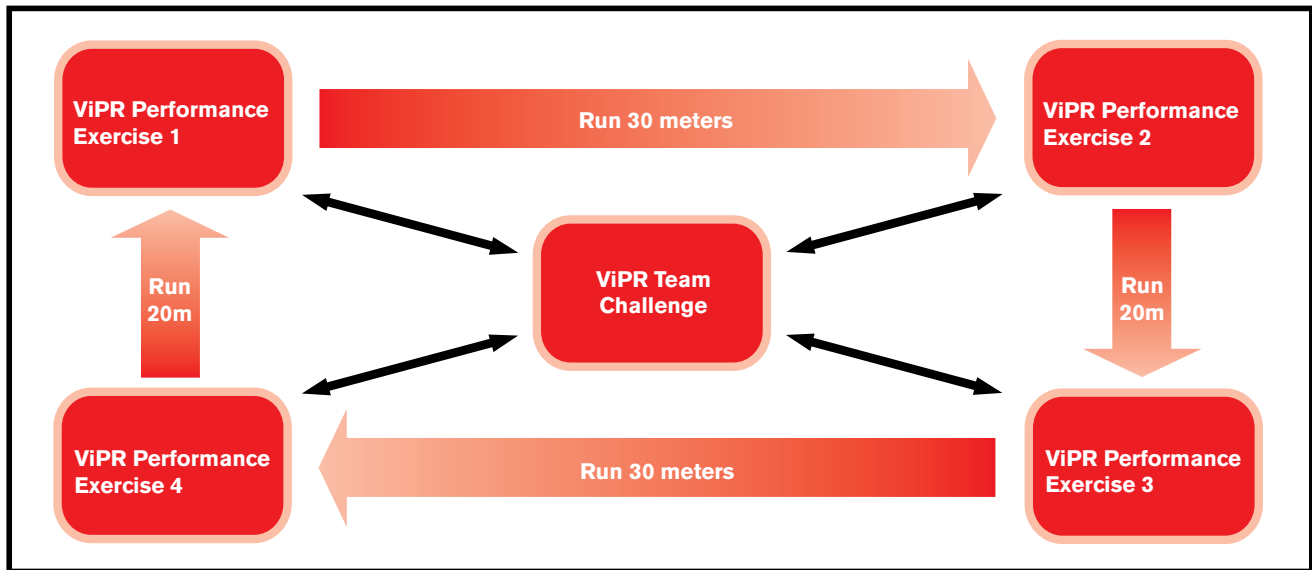 ViPR Performance
Exercise 1
Run 30 meters
ViPR Performance
Exercise 2
Run
20m
ViPR Team
Challenge
Run
20m
ViPR Performance
Exercise 4
Run 30 meters
ViPR Performance
Exercise 3